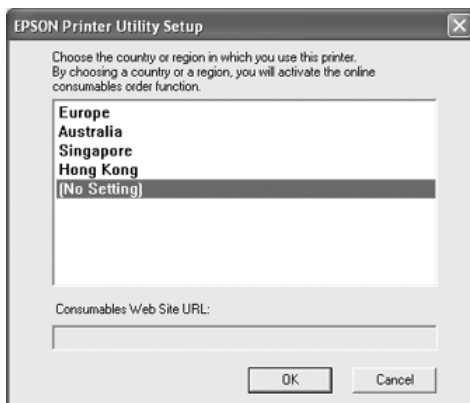 EPSON Printer Utility Setup
Choose the country or region in which you use this printer.
By choosing a country or a region, you will activate the online
consumables order function.
Europe
Australia
Singapore
Hong Kong
(No Setting)
Consumables Web Site URL:
OK
Cancel